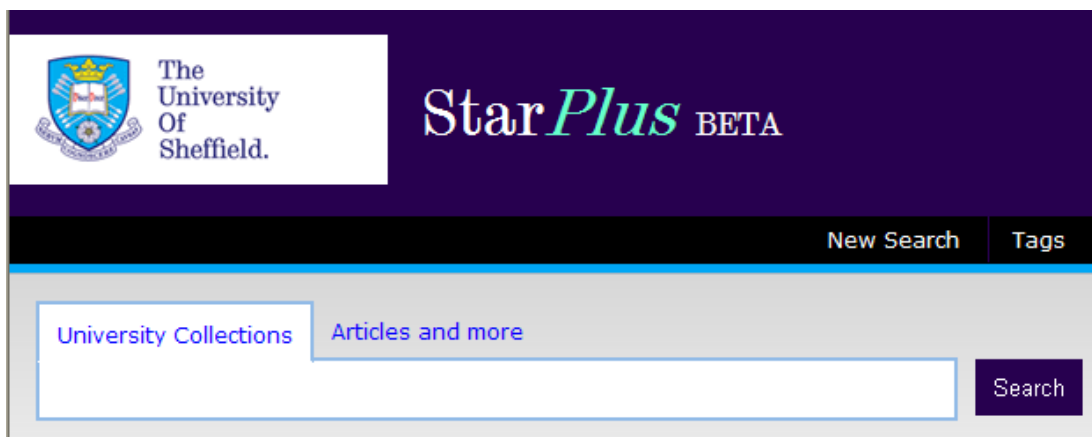 The
University
Of
Sheffield.
StarPlus BETA
New Search
Tags
University Collections
Articles and more
Search